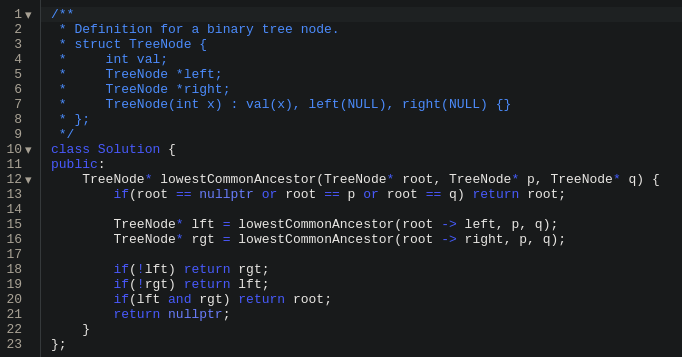 1 /**
2  * Definition for a binary tree node.
3  * struct TreeNode {
4  *     int val;
5  *     TreeNode *left;
6  *     TreeNode *right;
7  *     TreeNode(int x) : val(x), left(NULL), right(NULL) {}
8  * };
9  */
10 class Solution {
11 public:
12     TreeNode* lowestCommonAncestor(TreeNode* root, TreeNode* p, TreeNode* q) {
13         if(root == nullptr or root == p or root == q) return root;
14
15         TreeNode* lft = lowestCommonAncestor(root -> left, p, q);
16         TreeNode* rgt = lowestCommonAncestor(root -> right, p, q);
17
18         if(!lft) return rgt;
19         if(!rgt) return lft;
20         if(lft and rgt) return root;
21         return nullptr;
22     }
23 };